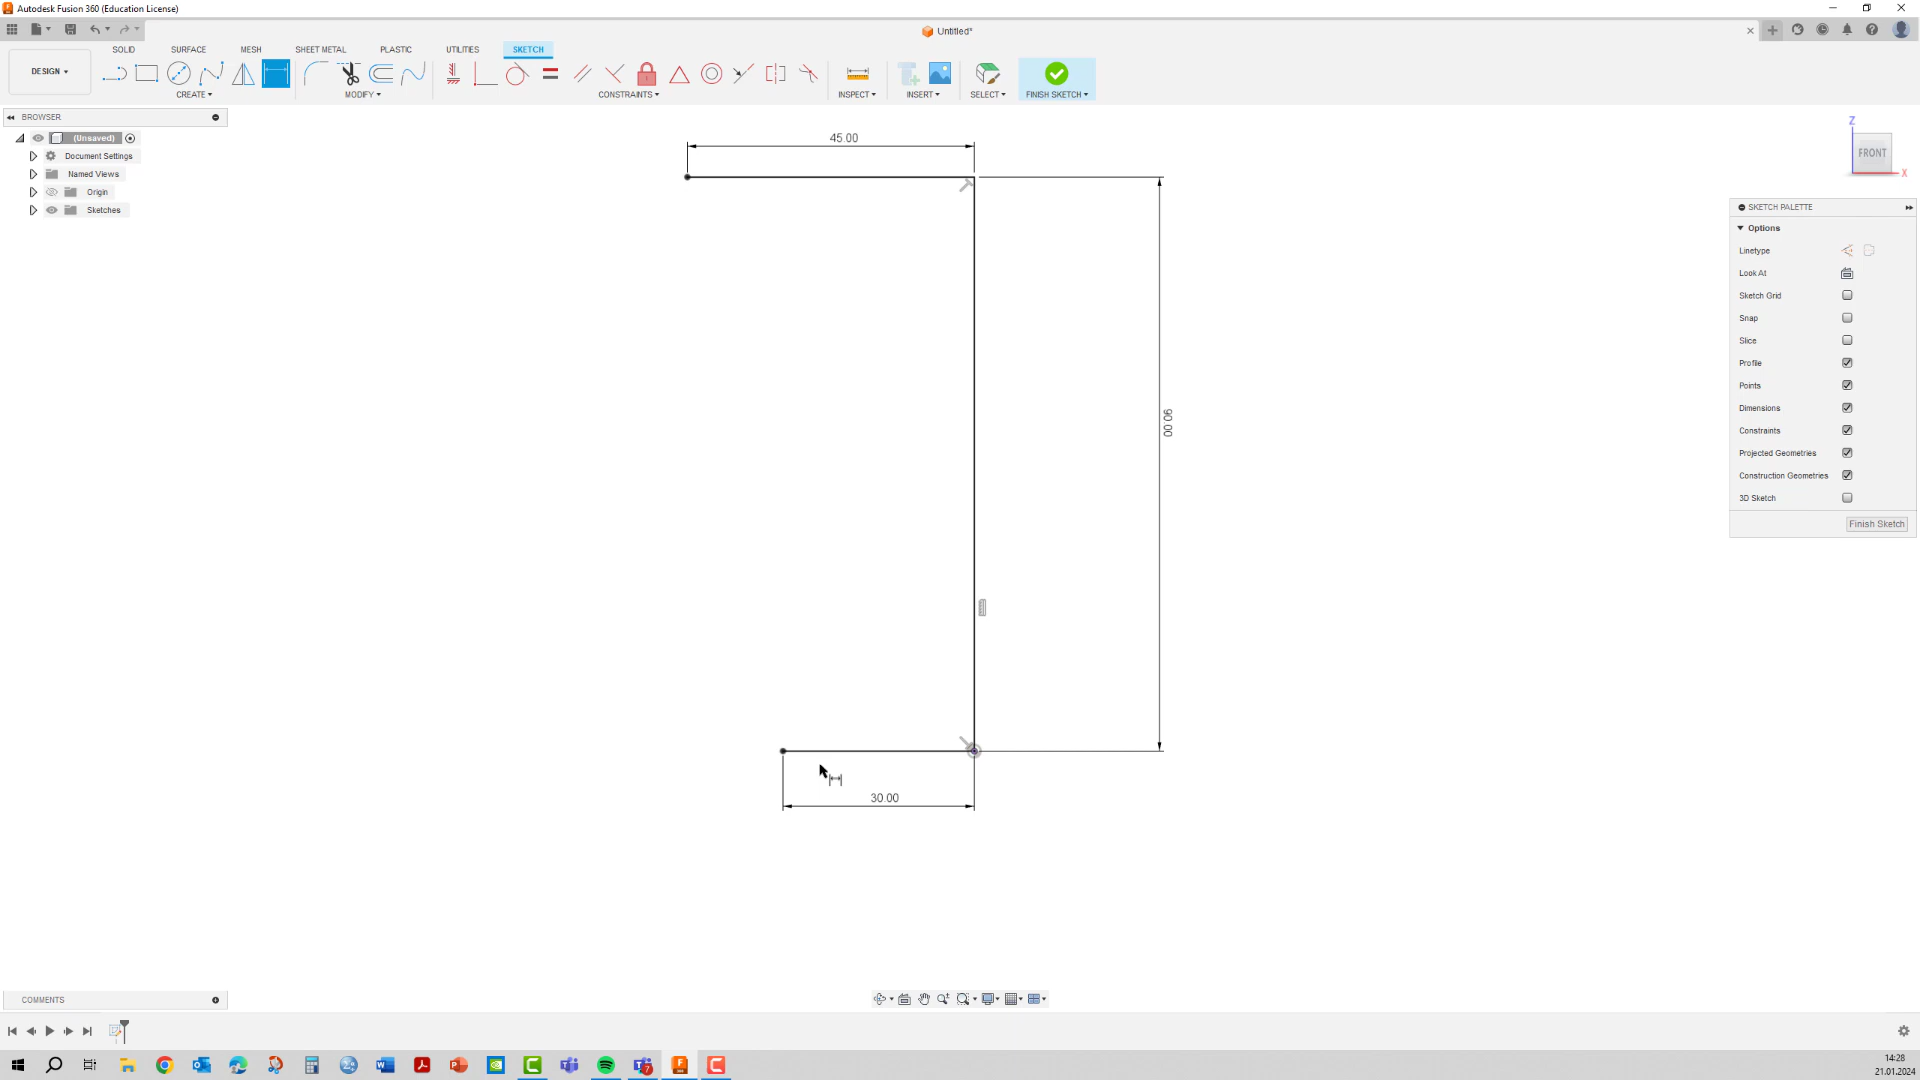 Autodesk Fusion 360 (Education License)
Untitled*
SOLID SURFACE MESH SHEET METAL PLASTIC UTILITIES SKETCH
DESIGN
CREATE MODIFY CONSTRAINTS INSPECT INSERT SELECT FINISH SKETCH
BROWSER
(Unsaved)
Document Settings
Named Views
Origin
Sketches
45.00
90.00
30.00
Z
FRONT
X
SKETCH PALETTE
Options
Linetype
Look At
Sketch Grid
Snap
Slice
Profile
Points
Dimensions
Constraints
Projected Geometries
Construction Geometries
3D Sketch
Finish Sketch
COMMENTS
14:28
21.01.2024